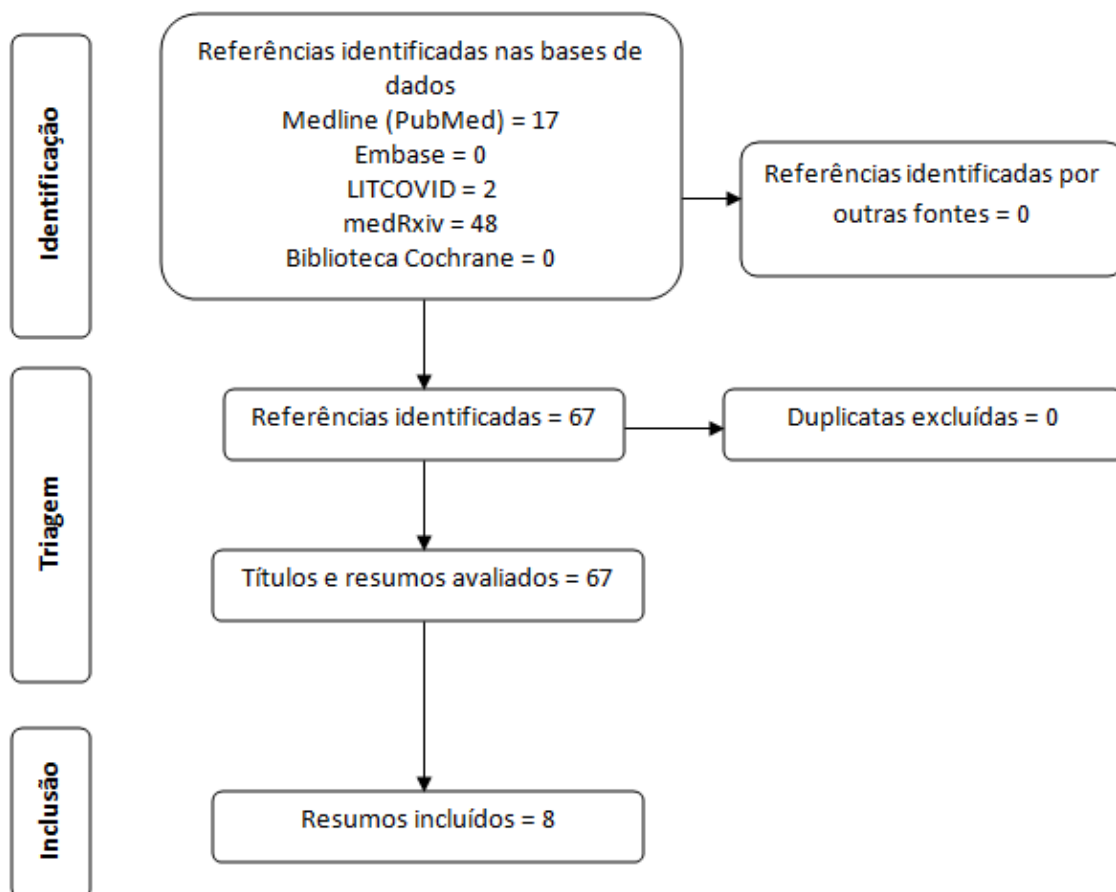 Identificação
Referências identificadas nas bases de
dados
Medline (PubMed) = 17
Embase = 0
LITCOVID = 2
medRxiv = 48
Biblioteca Cochrane = 0
Referências identificadas por
outras fontes = 0
Triagem
Referências identificadas = 67
Duplicatas excluídas = 0
Títulos e resumos avaliados = 67
Inclusão
Resumos incluídos = 8